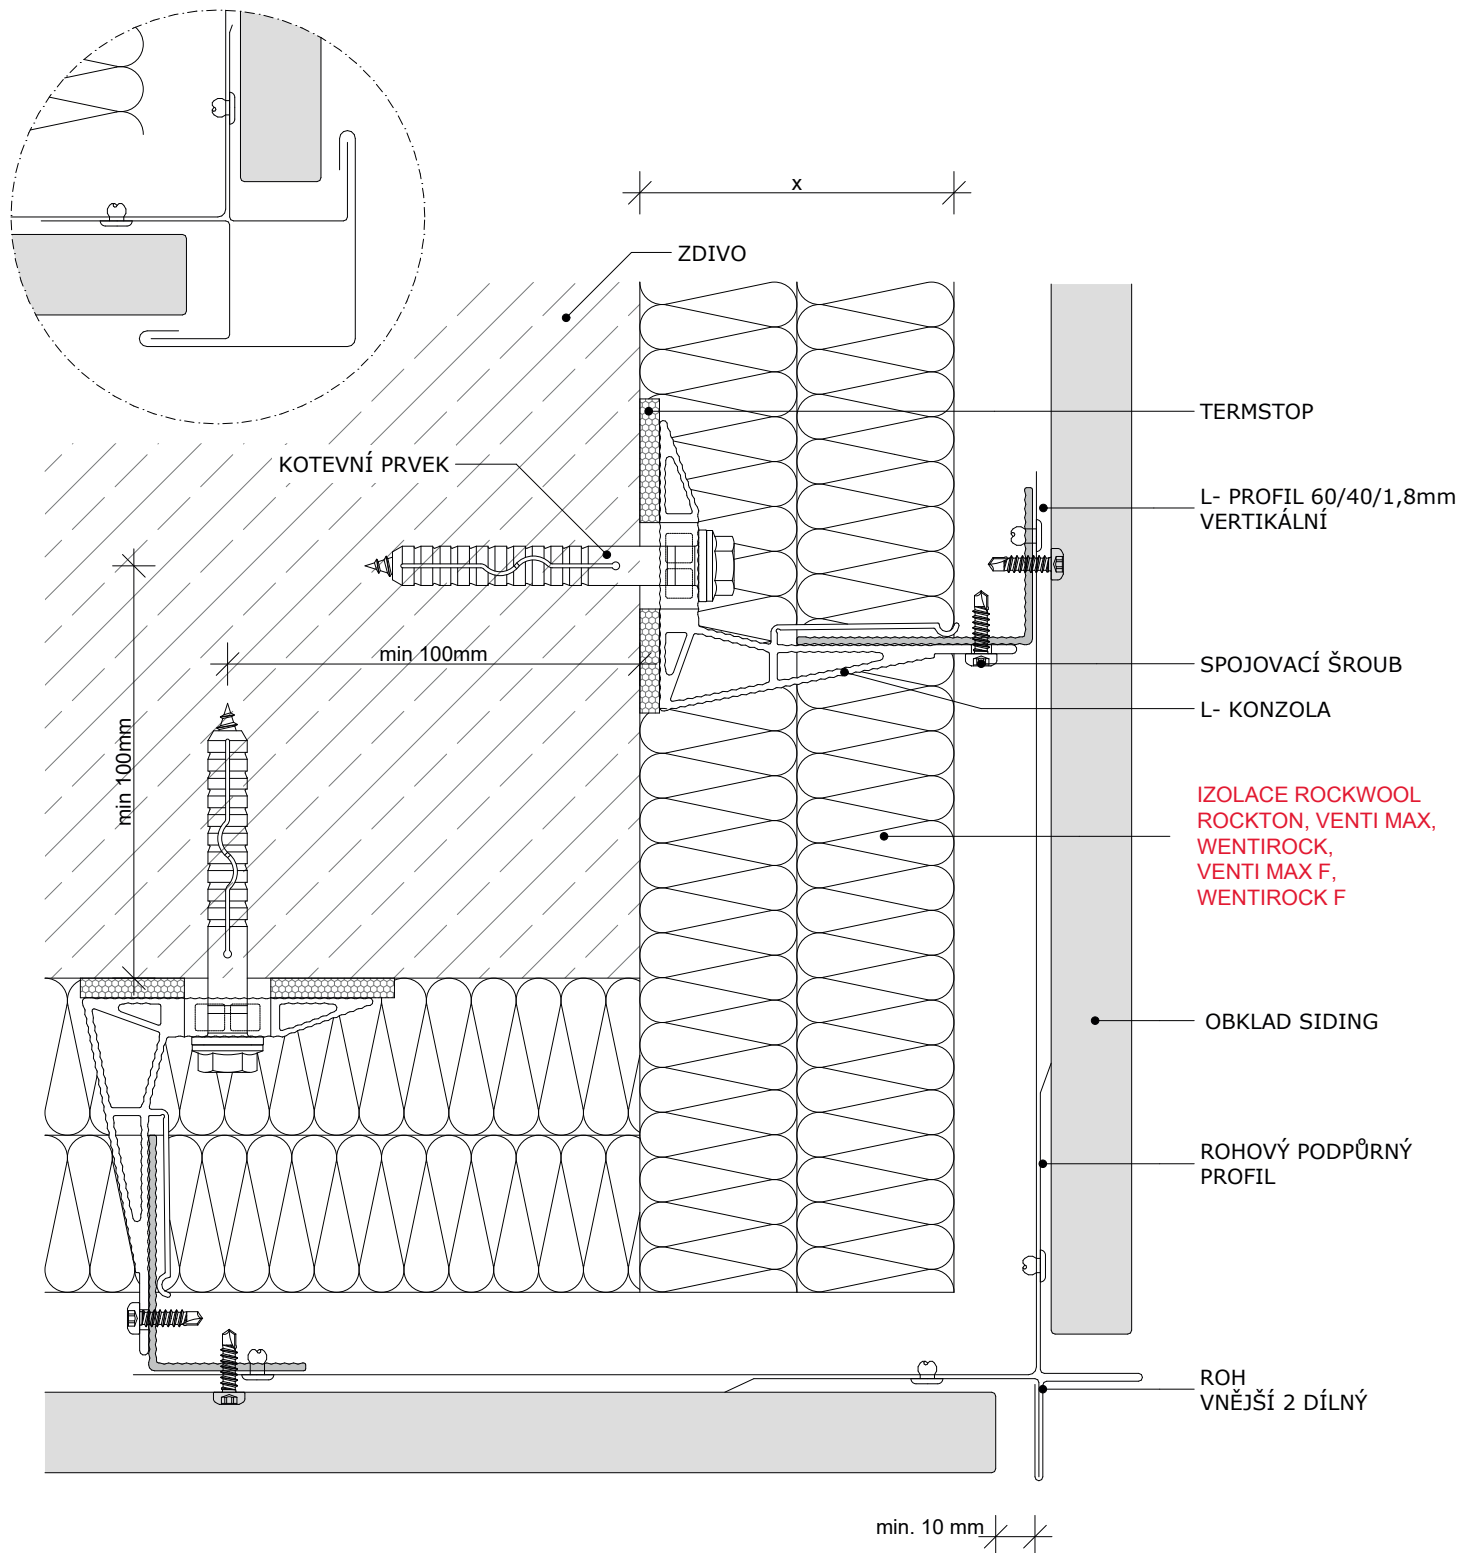 x
ZDIVO
TERMSTOP
KOTEVNÍ PRVEK
L- PROFIL 60/40/1,8mm
VERTIKÁLNÍ
min 100mm
SPOJOVACÍ ŠROUB
L- KONZOLA
min 100mm
IZOLACE ROCKWOOL
ROCKTON, VENTI MAX,
WENTIROCK,
VENTI MAX F,
WENTIROCK F
OBKLAD SIDING
ROHOVÝ PODPŮRNÝ
PROFIL
ROH
VNĚJŠÍ 2 DÍLNÝ
min. 10 mm